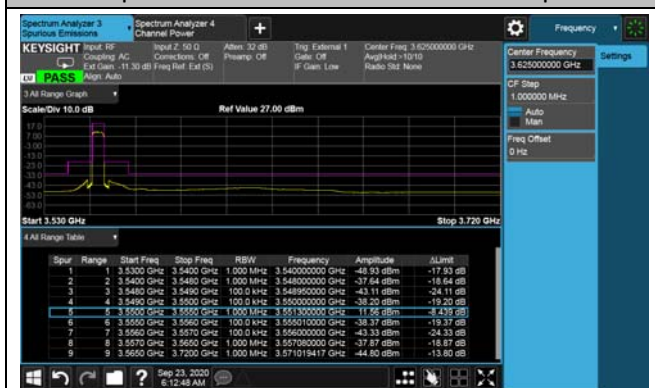 Spectrum Analyzer 3
Spurious Emissions
Spectrum Analyzer 4
Channel Power
Frequency
KEYSIGHT Input: RF Input Z: 50 Ω Atten: 32 dB Trig: External 1 Center Freq: 3.625000000 GHz
Coupling: AC Corrections: Off Preamp: Off Gate: Off Avg|Hold:>10/10
Ext Gain: -11.30 dB Freq Ref: Ext (S) IF Gain: Low Radio Std: None
PASS Align: Auto
Center Frequency
3.625000000 GHz
Settings
CF Step
1.000000 MHz
Auto
Man
Freq Offset
0 Hz
3 All Range Graph
Scale/Div 10.0 dB Ref Value 27.00 dBm
17.0
7.00
-3.00
-13.0
-23.0
-33.0
-43.0
-53.0
-63.0
Start 3.530 GHz Stop 3.720 GHz
4 All Range Table
Spur Range Start Freq Stop Freq RBW Frequency Amplitude ΔLimit
1 1 3.5300 GHz 3.5400 GHz 1.000 MHz 3.540000000 GHz -48.93 dBm -17.93 dB
2 2 3.5400 GHz 3.5480 GHz 1.000 MHz 3.548000000 GHz -37.64 dBm -18.64 dB
3 3 3.5480 GHz 3.5490 GHz 100.0 kHz 3.548950000 GHz -43.11 dBm -24.11 dB
4 4 3.5490 GHz 3.5500 GHz 100.0 kHz 3.550000000 GHz -38.20 dBm -19.20 dB
5 5 3.5500 GHz 3.5550 GHz 1.000 MHz 3.551300000 GHz 11.56 dBm -8.439 dB
6 6 3.5550 GHz 3.5560 GHz 100.0 kHz 3.555010000 GHz -38.37 dBm -19.37 dB
7 7 3.5560 GHz 3.5570 GHz 100.0 kHz 3.556000000 GHz -43.33 dBm -24.33 dB
8 8 3.5570 GHz 3.5650 GHz 1.000 MHz 3.557080000 GHz -37.87 dBm -18.87 dB
9 9 3.5650 GHz 3.7200 GHz 1.000 MHz 3.571019417 GHz -44.80 dBm -13.80 dB
Sep 23, 2020
6:12:48 AM